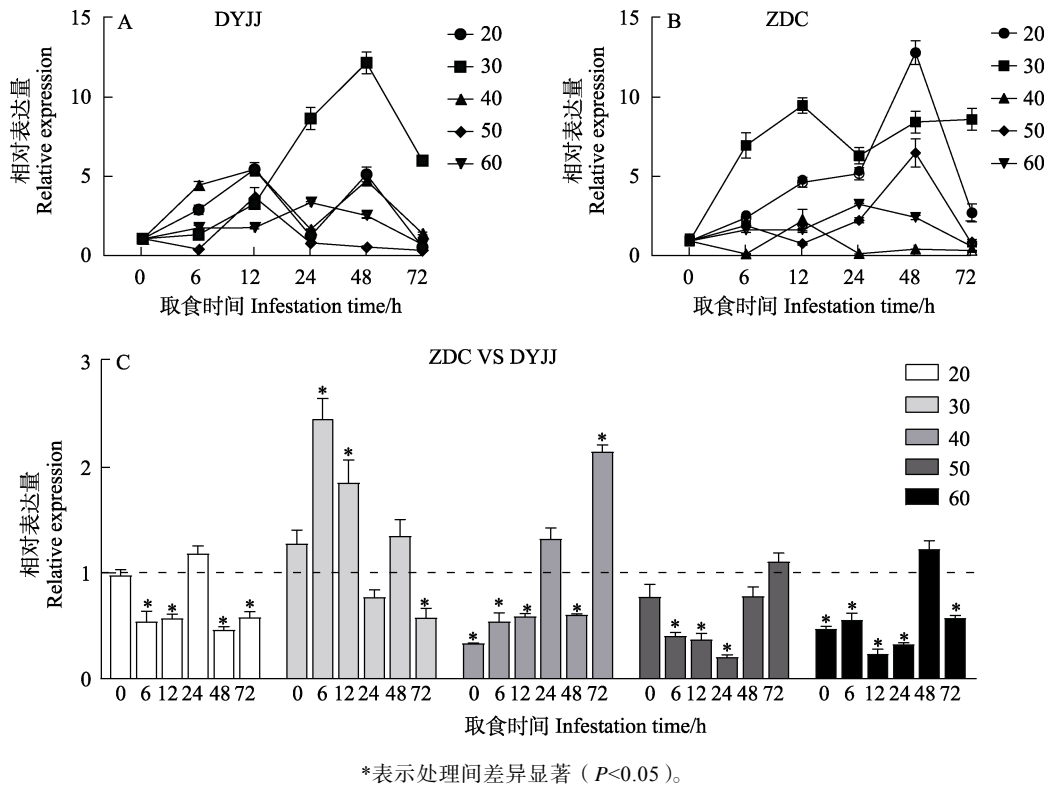 A DYJJ
15
10
5
0
0 6 12 24 48 72
相对表达量
Relative expression
取食时间 Infestation time/h
20
30
40
50
60
B ZDC
15
10
5
0
0 6 12 24 48 72
相对表达量
Relative expression
取食时间 Infestation time/h
20
30
40
50
60
C ZDC VS DYJJ
3
2
1
0
相对表达量
Relative expression
* * * * * * * * * * * * * * * * * * * *
0 6 12 24 48 72 0 6 12 24 48 72 0 6 12 24 48 72 0 6 12 24 48 72 0 6 12 24 48 72
取食时间 Infestation time/h
20
30
40
50
60
*表示处理间差异显著（P<0.05）。